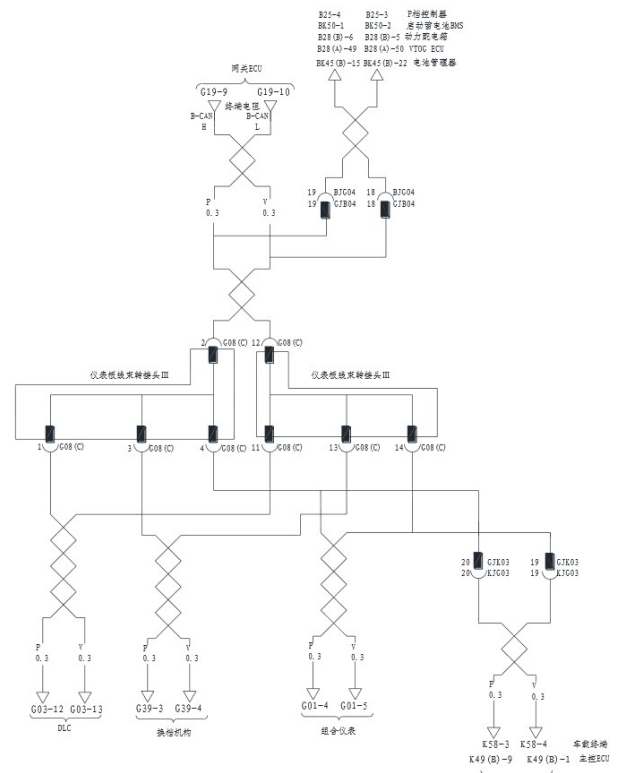 B25-4 B25-3 P档控制器
BK50-1 BK50-2 启动蓄电池BMS
B28(B)-6 B28(B)-5 动力配电箱
B28(A)-49 B28(A)-50 VTOG ECU
BK45(B)-15 BK45(B)-22 电池管理器
网关ECU
G19-9 G19-10
终端电阻
B-CAN B-CAN
H L
P V
0.3 0.3
19 BJG04 18 BJG04
19 GJB04 18 GJB04
2 G08(C) 12 G08(C)
仪表板线束转接头III 仪表板线束转接头III
1 G08(C) 3 G08(C) 4 G08(C) 11 G08(C) 13 G08(C) 14 G08(C)
20 GJK03 19 GJK03
20 KJG03 19 KJG03
P V P V P V
0.3 0.3 0.3 0.3 0.3 0.3
P V
0.3 0.3
G03-12 G03-13 G39-3 G39-4 G01-4 G01-5
DLC 换档机构 组合仪表
K58-3 K58-4 车载终端
K49(B)-9 K49(B)-1 主控ECU